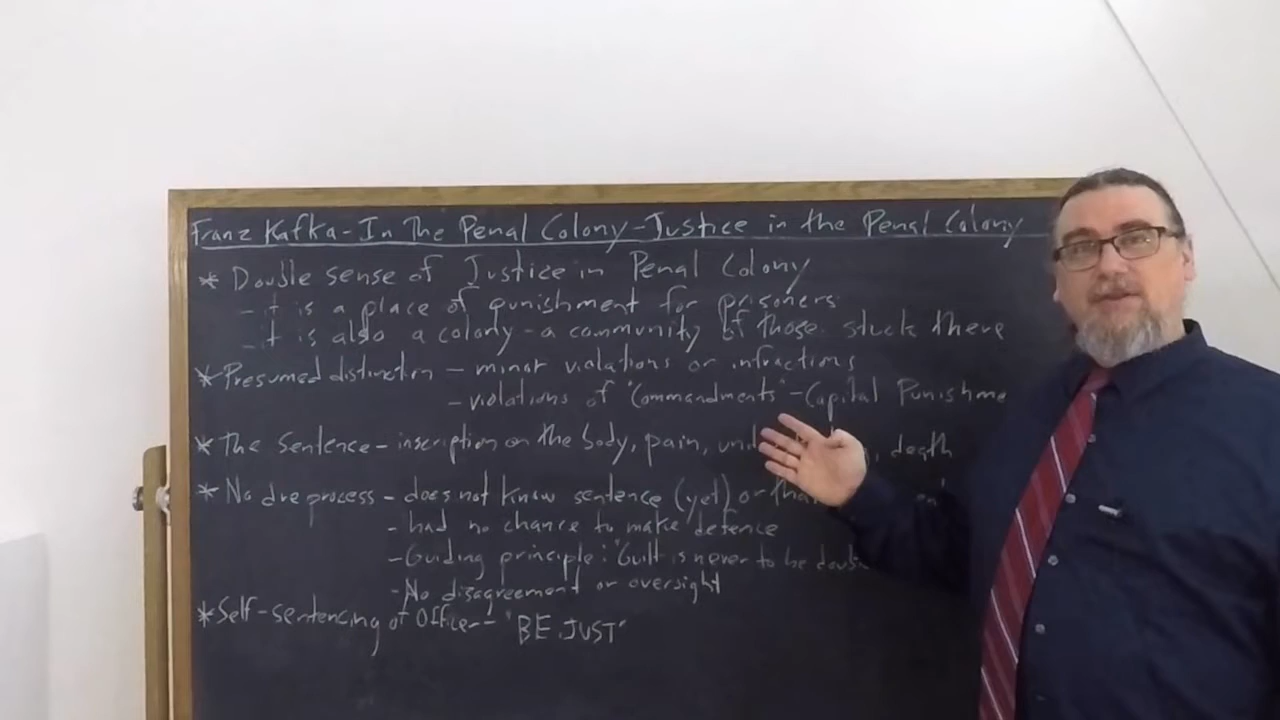 Franz Kafka - In The Penal Colony - Justice in the Penal Colony
* Double sense of Justice in Penal Colony
- it is a place of punishment for prisoners
- it is also a colony - a community of those stuck there
* Presumed distinction - minor violations or infractions
- violations of "Commandments" - Capital Punishme
* The sentence - inscription on the body, pain, und , death
* No due process - does not know sentence (yet) or tha
- had no chance to make defence
- Guiding principle: "Guilt is never to be doub
- No disagreement or oversight
* Self-sentencing of Officer - "BE JUST"